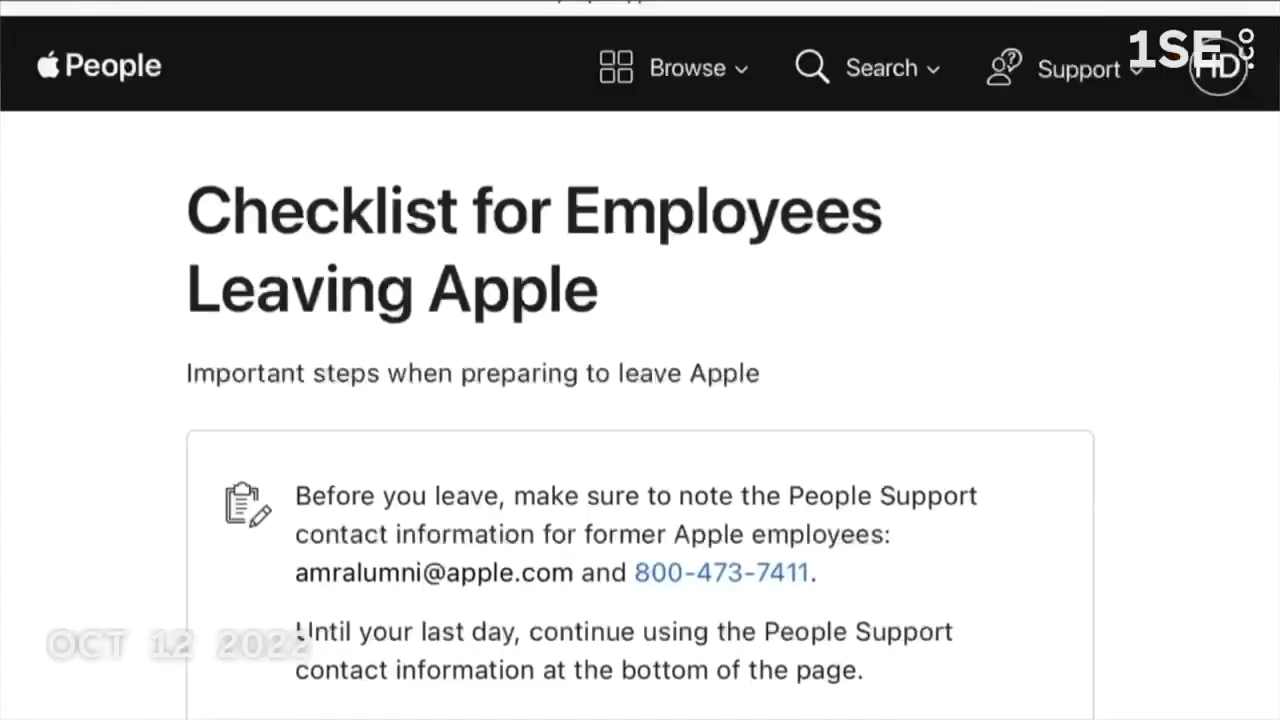 People
Browse
Search
Support
HD
1SE
Checklist for Employees
Leaving Apple
Important steps when preparing to leave Apple
Before you leave, make sure to note the People Support
contact information for former Apple employees:
amralumni@apple.com and 800-473-7411.
Until your last day, continue using the People Support
contact information at the bottom of the page.
OCT 12 2022